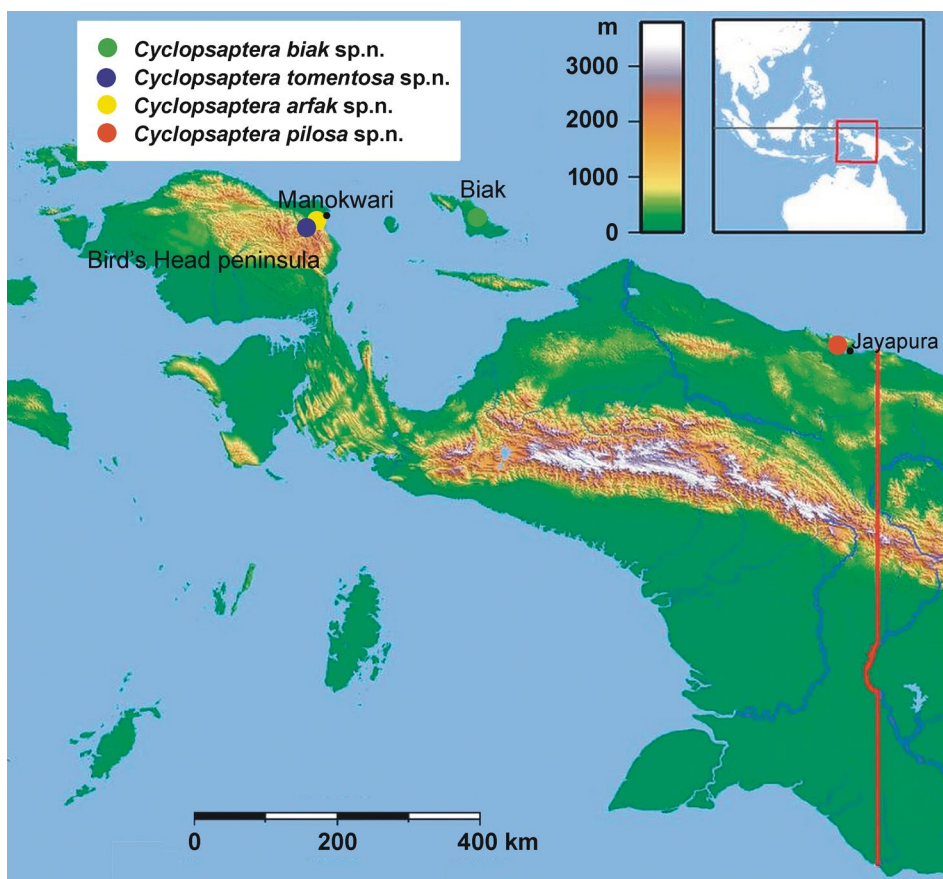 Cyclopsaptera biak sp.n.
Cyclopsaptera tomentosa sp.n.
Cyclopsaptera arfak sp.n.
Cyclopsaptera pilosa sp.n.
m
3000
2000
1000
0
Manokwari
Biak
Bird's Head peninsula
Jayapura
0 200 400 km